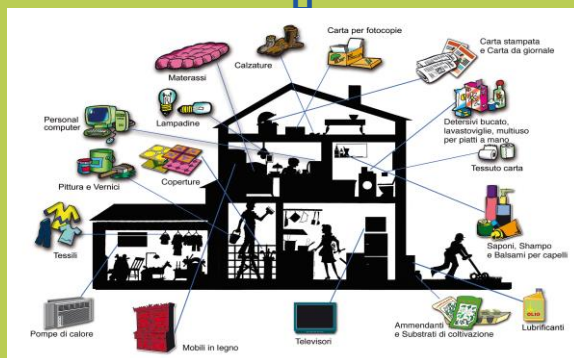 Carta per fotocopie
Carta stampata
e Carta da giornale
Materassi
Calzature
Lampadine
Personal
computer
Detersivi bucato,
lavastoviglie, multiuso
per piatti a mano
Tessuto carta
Pittura e Vernici
Coperture
Tessili
Saponi, Shampo
e Balsami per capelli
Pompe di calore
Mobili in legno
Televisori
Ammendanti
e Substrati di coltivazione
OLIO
Lubrificanti